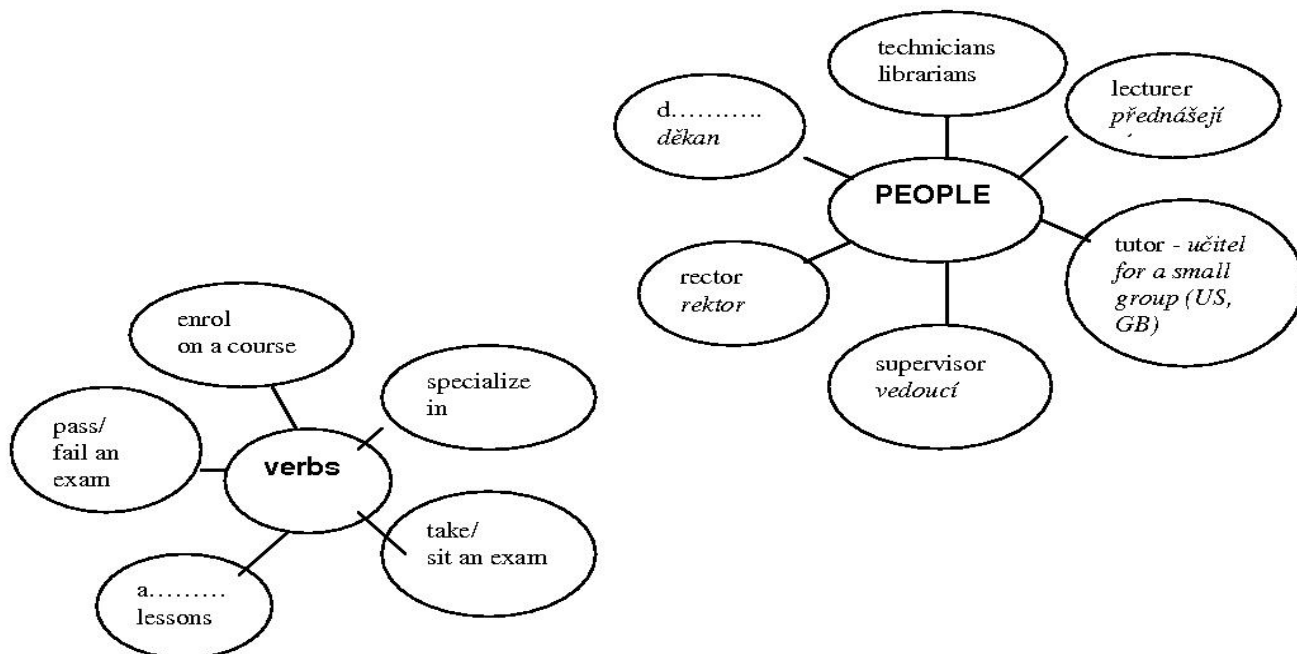 technicians
librarians
lecturer
přednášejí
d...........
děkan
PEOPLE
tutor - učitel
for a small
group (US,
GB)
rector
rektor
supervisor
vedoucí
enrol
on a course
specialize
in
pass/
fail an
exam
verbs
take/
sit an exam
a.........
lessons